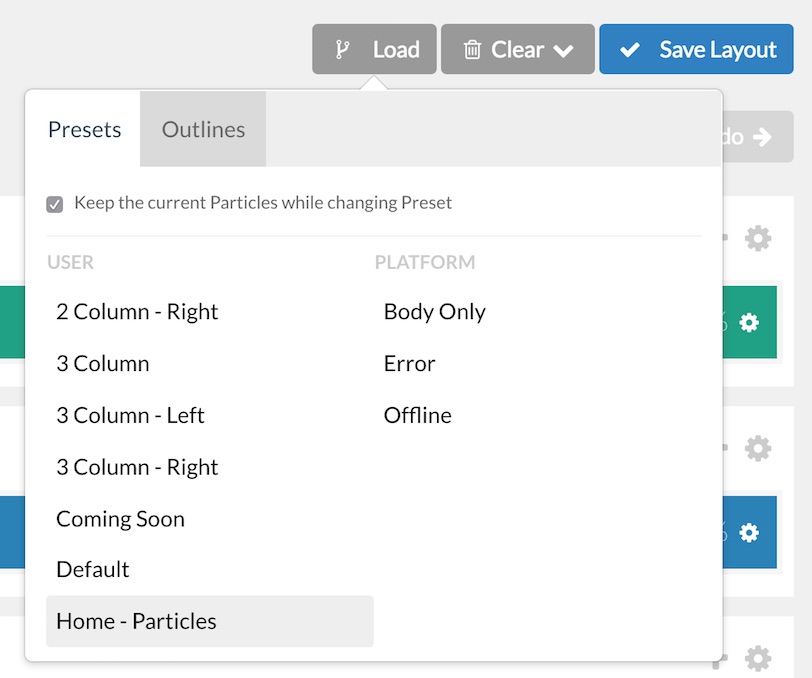 Load
Clear
Save Layout
Presets
Outlines
do
Keep the current Particles while changing Preset
USER
PLATFORM
2 Column - Right
Body Only
3 Column
Error
3 Column - Left
Offline
3 Column - Right
Coming Soon
Default
Home - Particles